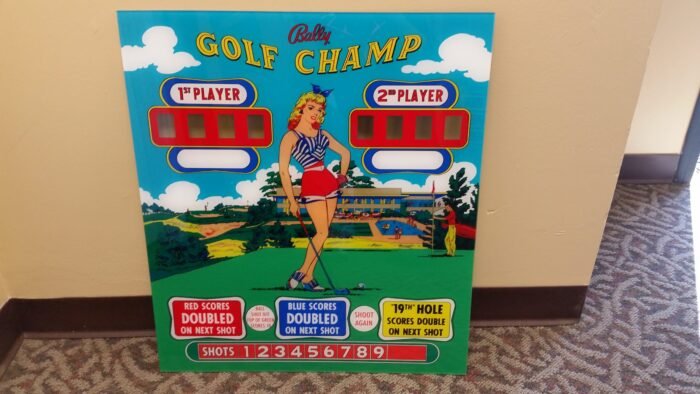 Bally
GOLF CHAMP
1ST PLAYER
2ND PLAYER
RED SCORES
DOUBLED
ON NEXT SHOT
BALL
BLUE SCORES
DOUBLED
ON NEXT SHOT
SHOOT
AGAIN
"19TH" HOLE
SCORES DOUBLE
ON NEXT SHOT
SHOTS 1 2 3 4 5 6 7 8 9